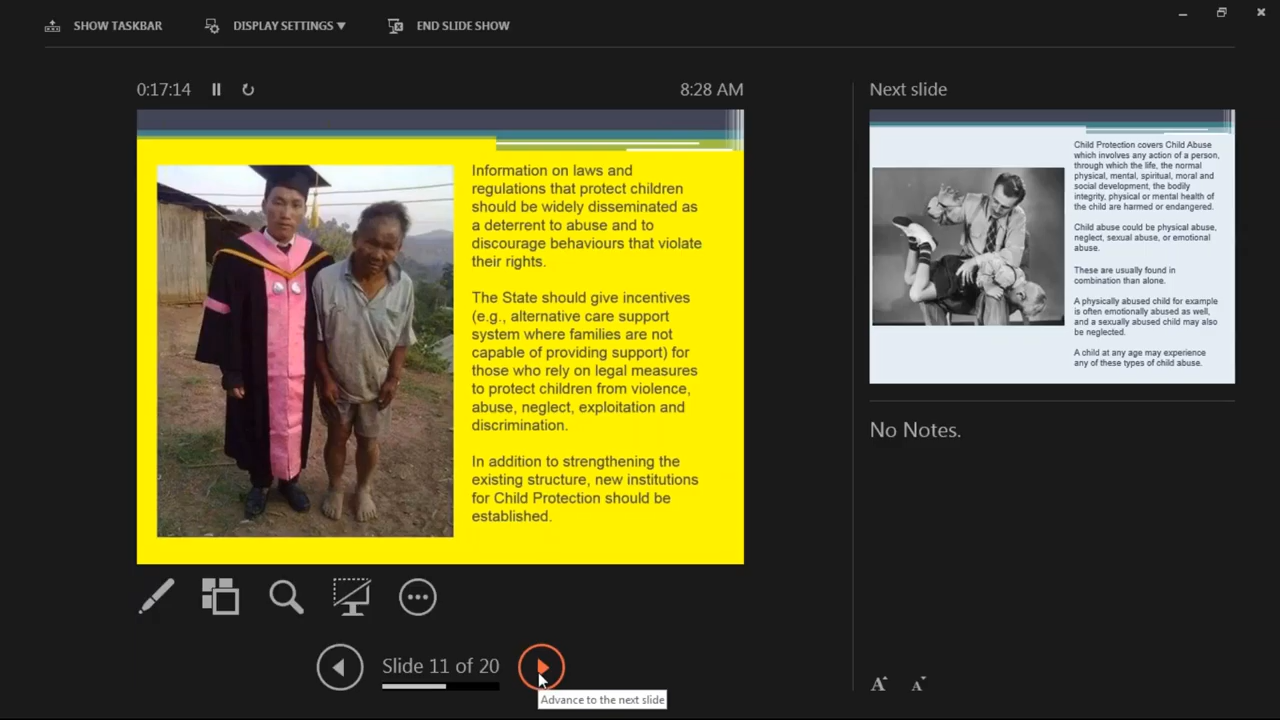 SHOW TASKBAR
DISPLAY SETTINGS ▼
END SLIDE SHOW
0:17:14
8:28 AM
Information on laws and
regulations that protect children
should be widely disseminated as
a deterrent to abuse and to
discourage behaviours that violate
their rights.
The State should give incentives
(e.g., alternative care support
system where families are not
capable of providing support) for
those who rely on legal measures
to protect children from violence,
abuse, neglect, exploitation and
discrimination.
In addition to strengthening the
existing structure, new institutions
for Child Protection should be
established.
Slide 11 of 20
Advance to the next slide
Next slide
Child Protection covers Child Abuse
which involves any action of a person,
through which the life, the normal
physical, mental, spiritual, moral and
social development, the bodily
integrity, physical or mental health of
the child are harmed or endangered.
Child abuse could be physical abuse,
neglect, sexual abuse, or emotional
abuse.
These are usually found in
combination than alone.
A physically abused child for example
is often emotionally abused as well,
and a sexually abused child may also
be neglected.
A child at any age may experience
any of these types of child abuse.
No Notes.
A A